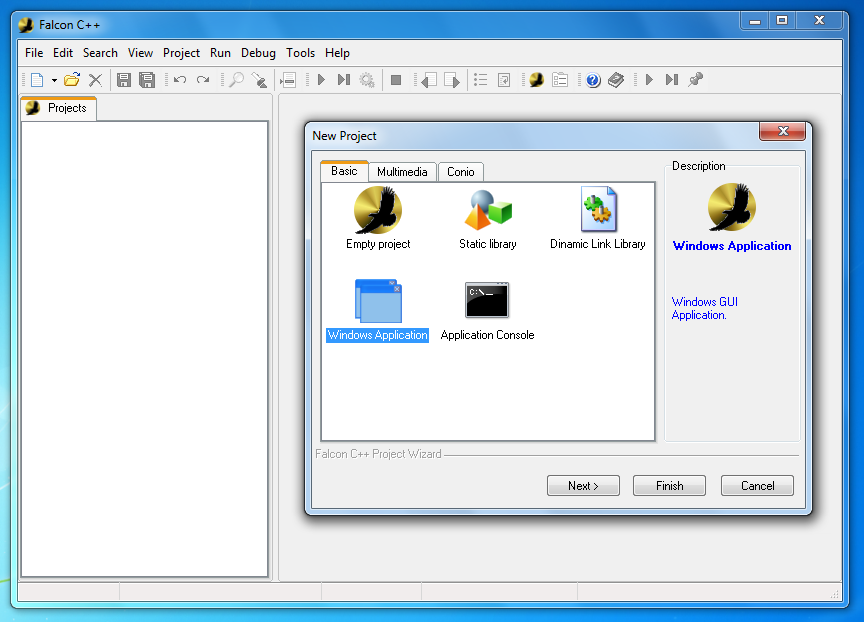 Falcon C++
File Edit Search View Project Run Debug Tools Help
Projects
New Project
Basic Multimedia Conio
Empty project Static library Dinamic Link Library
C:\_
Windows Application Application Console
Description
Windows Application
Windows GUI
Application.
Falcon C++ Project Wizard
Next > Finish Cancel